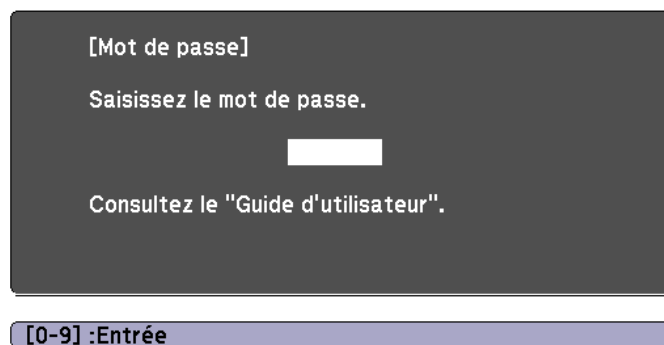 [Mot de passe]
Saisissez le mot de passe.
Consultez le "Guide d'utilisateur".
[0-9] :Entrée